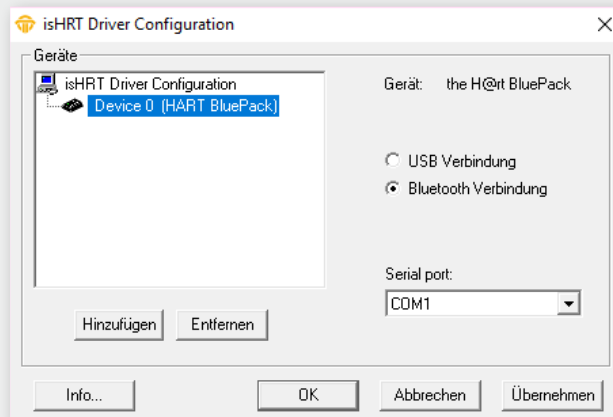 isHRT Driver Configuration
Geräte
isHRT Driver Configuration
Device 0 (HART BluePack)
Gerät: the H@rt BluePack
USB Verbindung
Bluetooth Verbindung
Serial port:
COM1
Hinzufügen Entfernen
Info... OK Abbrechen Übernehmen